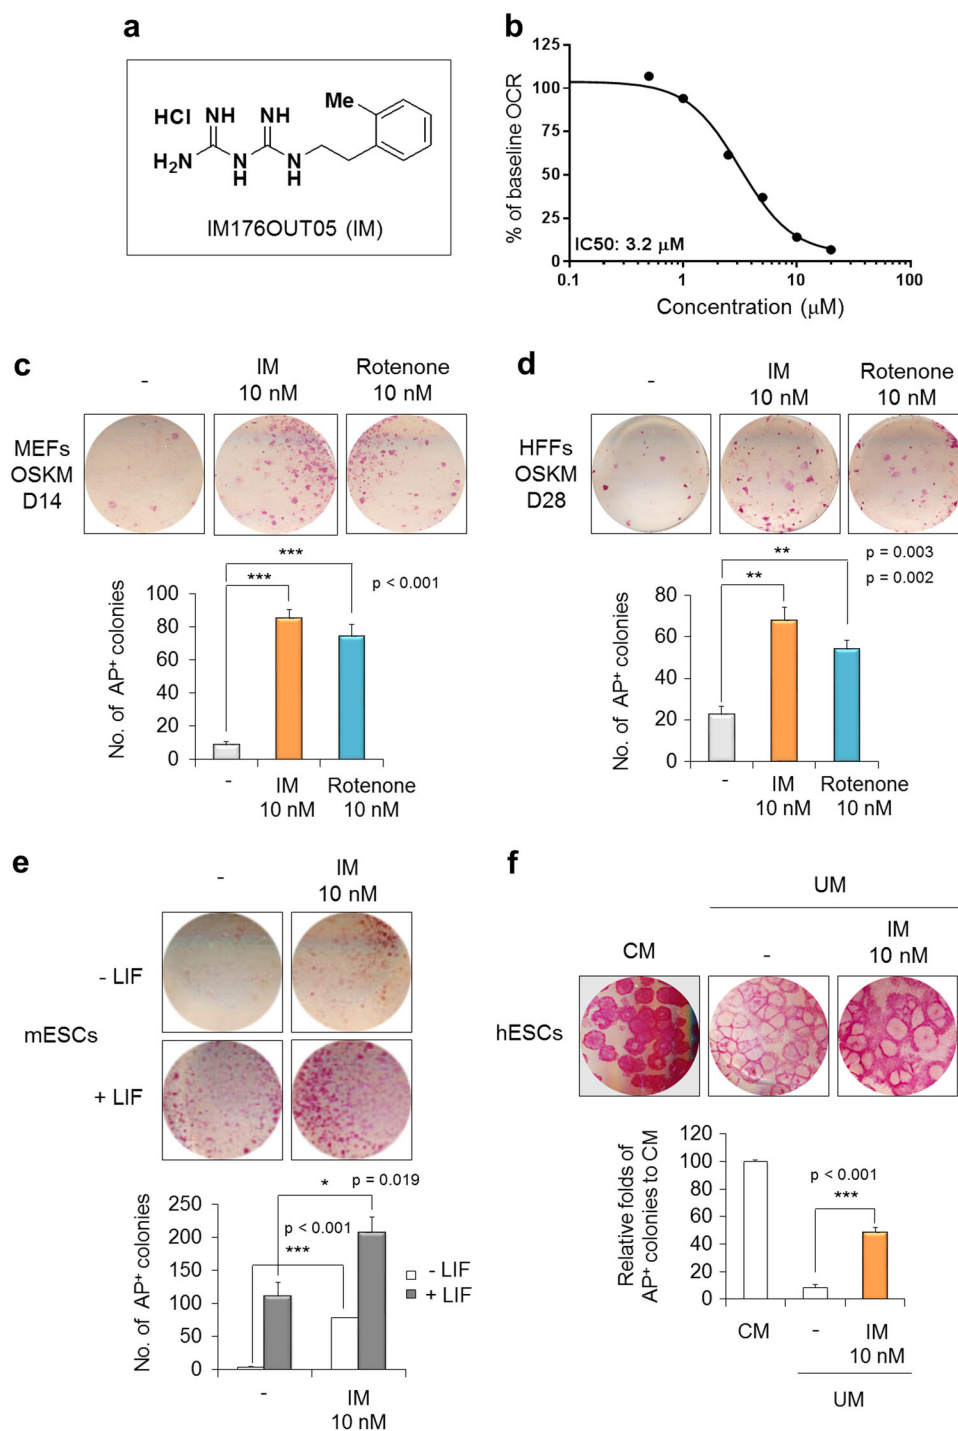 a
HCl NH NH Me
H₂N N H N H
IM176OUT05 (IM)
b
% of baseline OCR
125
100
75
50
25
0
IC50: 3.2 μM
0.1 1 10 100
Concentration (μM)
c
- IM 10 nM Rotenone 10 nM
MEFs
OSKM
D14
***
***
p < 0.001
No. of AP⁺ colonies
100
80
60
40
20
0
- IM Rotenone
10 nM 10 nM
d
- IM 10 nM Rotenone 10 nM
HFFs
OSKM
D28
**
**
p = 0.003
p = 0.002
No. of AP⁺ colonies
80
60
40
20
0
- IM Rotenone
10 nM 10 nM
e
- IM
10 nM
- LIF
mESCs
+ LIF
* p = 0.019
p < 0.001
***
No. of AP⁺ colonies
250
200
150
100
50
0
- LIF
+ LIF
- IM
10 nM
f
UM
CM - IM
10 nM
hESCs
p < 0.001
***
Relative folds of
AP⁺ colonies to CM
120
100
80
60
40
20
0
CM - IM
10 nM
UM